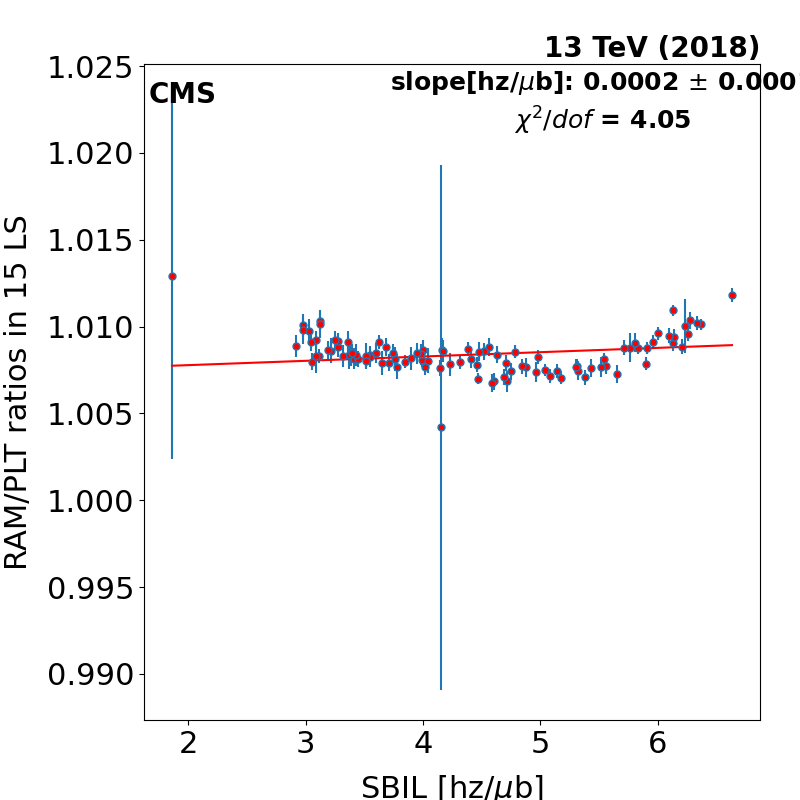 13 TeV (2018)
CMS
slope[hz/μb]: 0.0002 ± 0.000
χ²/dof = 4.05
RAM/PLT ratios in 15 LS
1.025
1.020
1.015
1.010
1.005
1.000
0.995
0.990
2 3 4 5 6
SBIL [hz/μb]